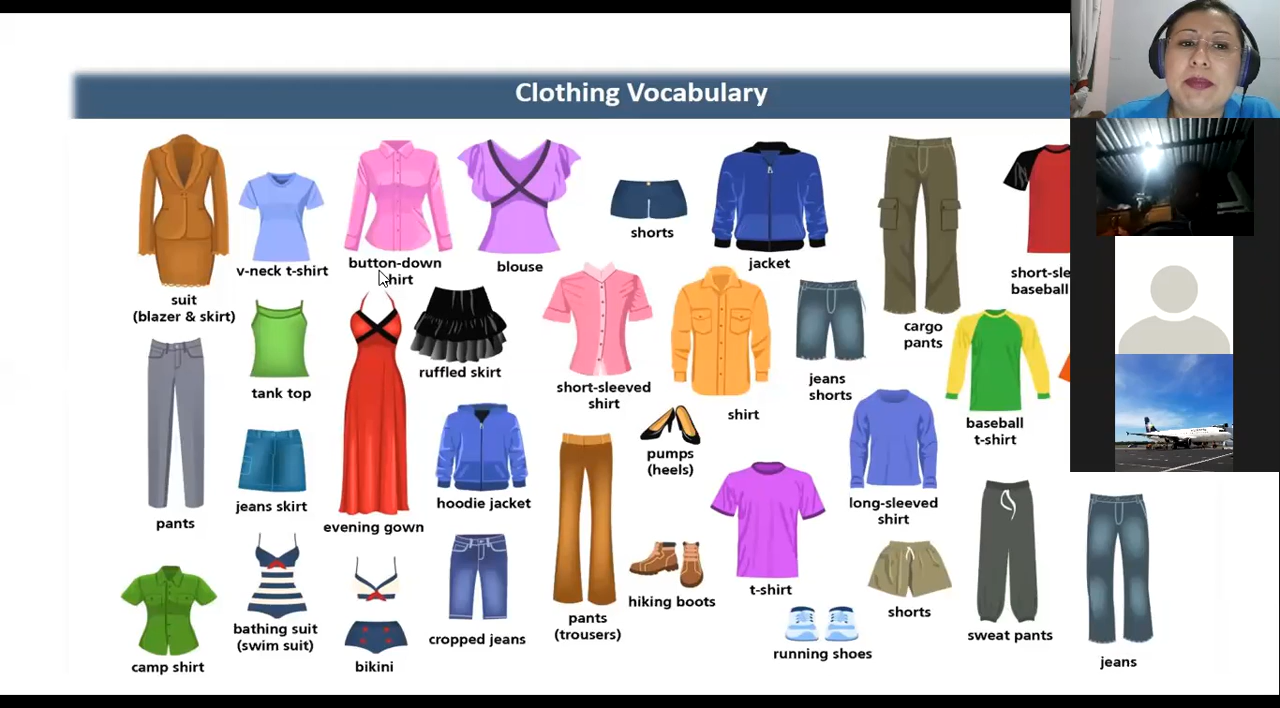 Clothing Vocabulary
suit
(blazer & skirt)
v-neck t-shirt
button-down
blouse
shorts
jacket
cargo
pants
baseball
tank top
ruffled skirt
short-sleeved
shirt
shirt
jeans
shorts
baseball
t-shirt
pants
jeans skirt
evening gown
hoodie jacket
pumps
(heels)
long-sleeved
shirt
camp shirt
bathing suit
(swim suit)
bikini
cropped jeans
pants
(trousers)
hiking boots
t-shirt
running shoes
shorts
sweat pants
jeans